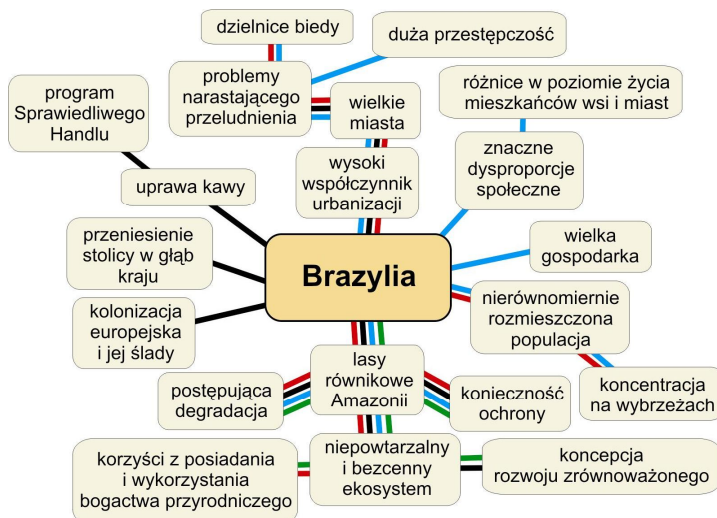 dzielnice biedy
duża przestępczość
program
Sprawiedliwego
Handlu
problemy
narastającego
przeludnienia
wielkie
miasta
różnice w poziomie życia
mieszkańców wsi i miast
uprawa kawy
wysoki
współczynnik
urbanizacji
znaczne
dysproporcje
społeczne
przeniesienie
stolicy w głąb
kraju
Brazylia
wielka
gospodarka
kolonizacja
europejska
i jej ślady
nierównomiernie
rozmieszczona
populacja
postępująca
degradacja
lasy
równikowe
Amazonii
konieczność
ochrony
koncentracja
na wybrzeżach
korzyści z posiadania
i wykorzystania
bogactwa przyrodniczego
niepowtarzalny
i bezcenny
ekosystem
koncepcja
rozwoju zrównoważonego